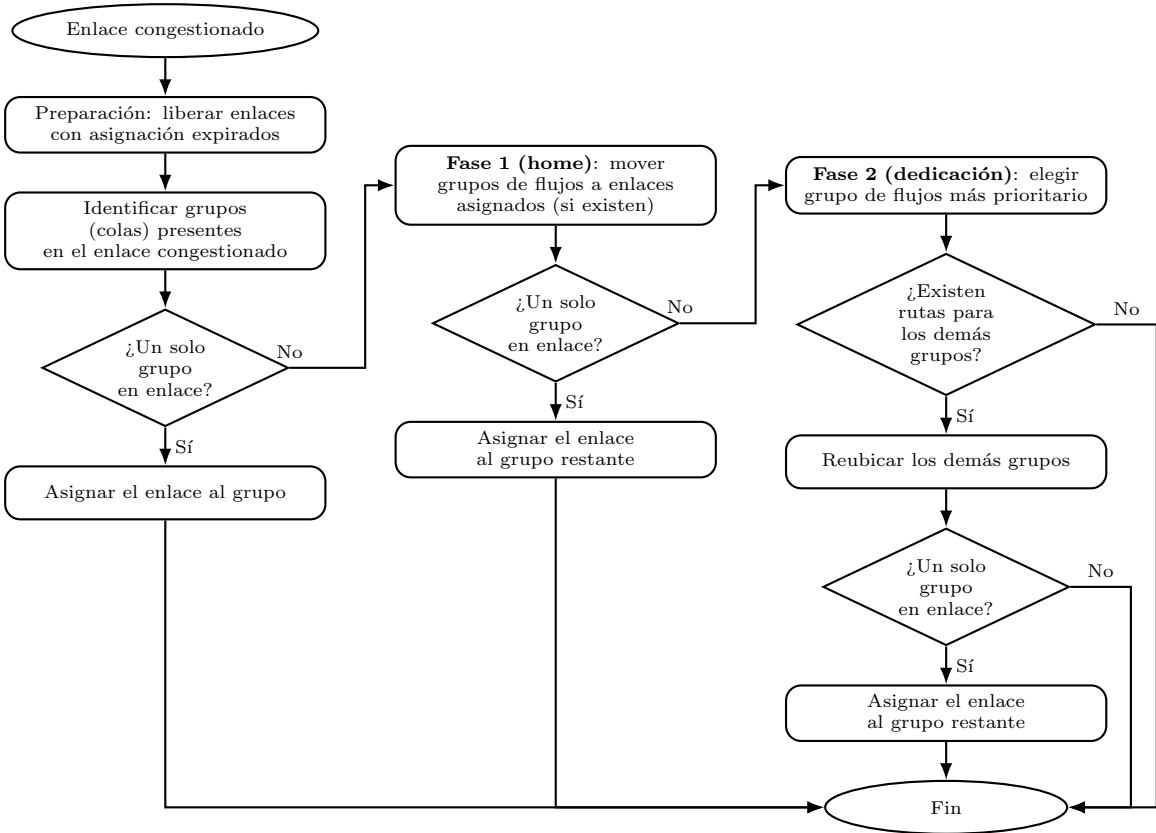 Enlace congestionado
Preparación: liberar enlaces
con asignación expirados
Identificar grupos
(colas) presentes
en el enlace congestionado
¿Un solo
grupo
en enlace?
No
Sí
Asignar el enlace al grupo
Fase 1 (home): mover
grupos de flujos a enlaces
asignados (si existen)
¿Un solo
grupo
en enlace?
No
Sí
Asignar el enlace
al grupo restante
Fase 2 (dedicación): elegir
grupo de flujos más prioritario
¿Existen
rutas para
los demás
grupos?
No
Sí
Reubicar los demás grupos
¿Un solo
grupo
en enlace?
No
Sí
Asignar el enlace
al grupo restante
Fin